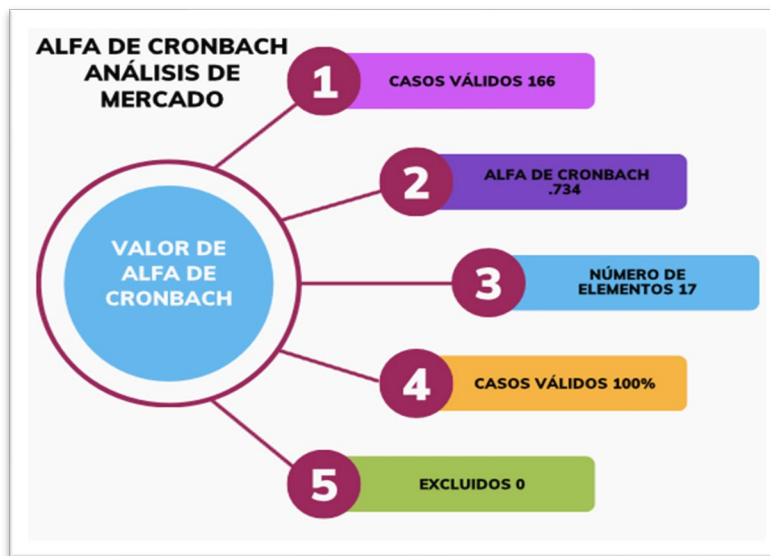 ALFA DE CRONBACH
ANÁLISIS DE
MERCADO
1
CASOS VÁLIDOS 166
2
ALFA DE CRONBACH
.734
VALOR DE
ALFA DE
CRONBACH
3
NÚMERO DE
ELEMENTOS 17
4
CASOS VÁLIDOS 100%
5
EXCLUIDOS 0